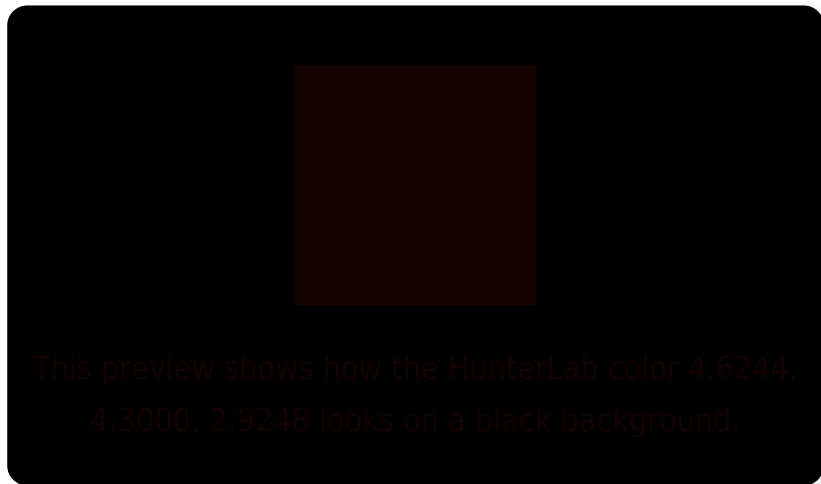 This preview shows how the HunterLab color 4.6244,
4.3000, 2.9248 looks on a black background.